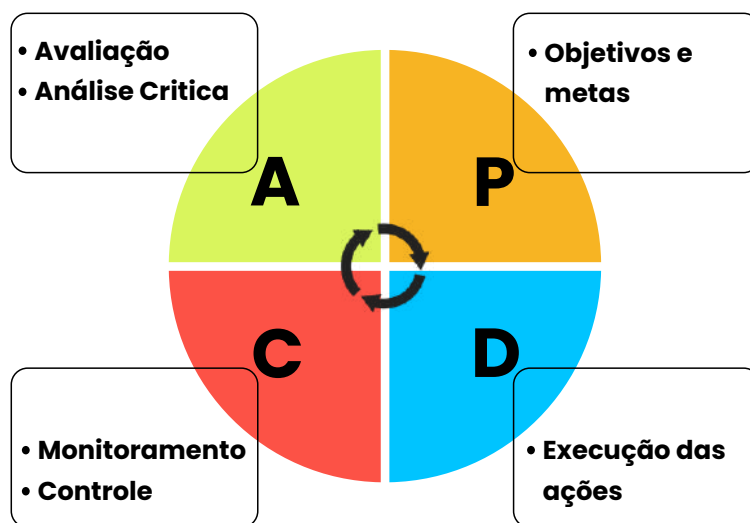 • Avaliação
• Análise Critica
• Objetivos e
metas
A
P
C
D
• Monitoramento
• Controle
• Execução das
ações